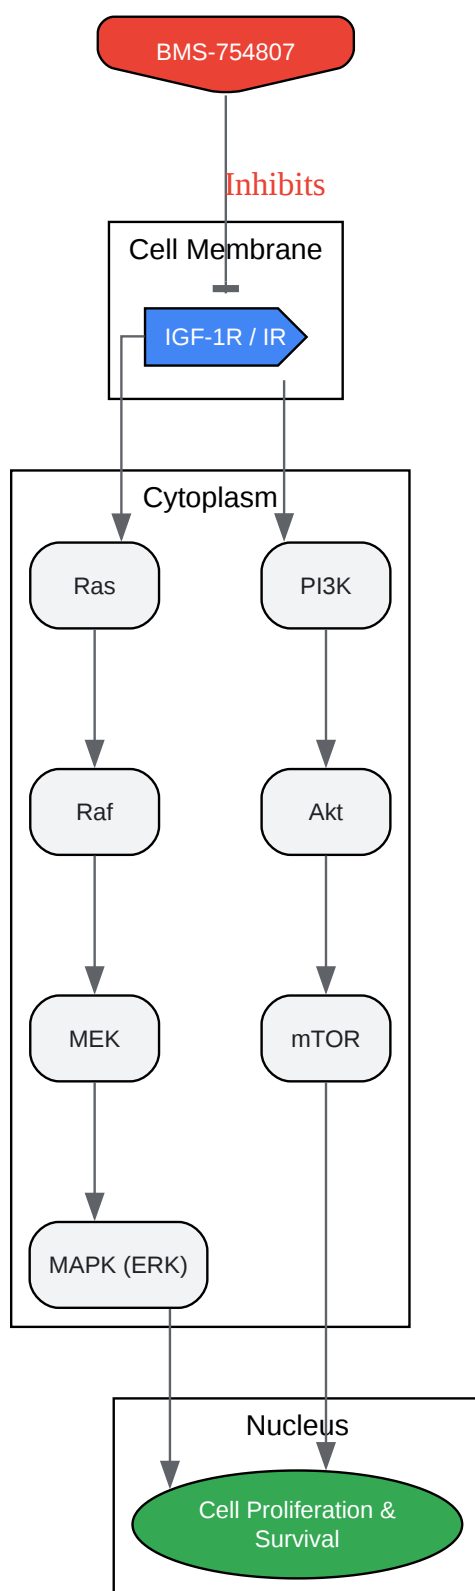 BMS-754807
Inhibits
Cell Membrane
IGF-1R / IR
Cytoplasm
Ras
PI3K
Raf
Akt
MEK
mTOR
MAPK (ERK)
Nucleus
Cell Proliferation &
Survival